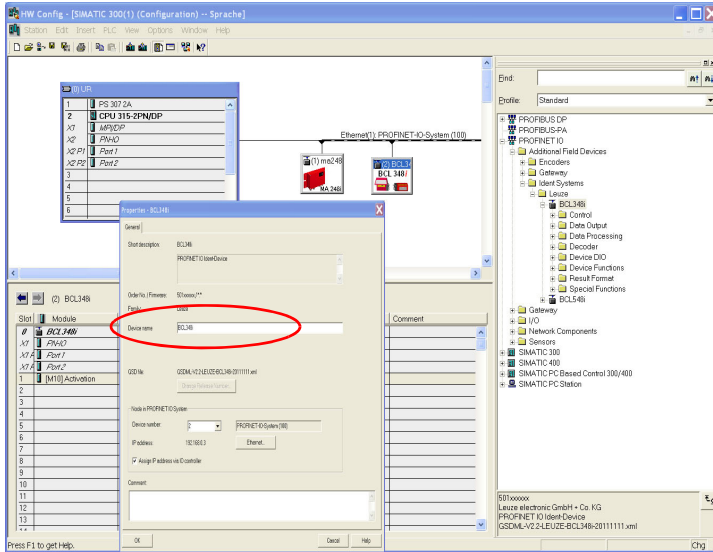 HW Config - [SIMATIC 300(1) (Configuration) -- Sprache]
Station Edit Insert PLC View Options Window Help
(0) UR
1 PS 307 2A
2 CPU 315-2PN/DP
X1 MPI/DP
X2 PN-IO
X2 P1 Port 1
X2 P2 Port 2
3
4
5
6
Ethernet(1): PROFINET-IO-System (100)
(1) ma248
MA 248i
(2) BCL34
BCL 348i
Find:
Profile: Standard
PROFIBUS DP
PROFIBUS-PA
PROFINET IO
Additional Field Devices
Encoders
Gateway
Ident Systems
Leuze
BCL348i
Control
Data Output
Data Processing
Decoder
Device DIO
Device Functions
Result Format
Special Functions
BCL548i
Gateway
I/O
Network Components
Sensors
SIMATIC 300
SIMATIC 400
SIMATIC PC Based Control 300/400
SIMATIC PC Station
Properties - BCL348i
General
Short description: BCL348i
PROFINET IO Ident-Device
Order No. / Firmware: 501xxxxx/**
Family: Leuze
Device name: BCL348i
GSD file: GSDML-V2.2-LEUZE-BCL348i-20111111.xml
Change Release Number...
Node in PROFINET IO System
Device number: 2 PROFINET-IO-System (100)
IP address: 192.168.0.3 Ethernet...
Assign IP address via IO controller
Comment:
OK Cancel Help
(2) BCL348i
Slot Module Comment
0 BCL348i
X1 PN-IO
X1 P Port 1
X1 P Port 2
1 [M10] Activation
2
3
4
5
6
7
8
9
10
11
12
13
501xxxxx
Leuze electronic GmbH + Co. KG
PROFINET IO Ident-Device
GSDML-V2.2-LEUZE-BCL348i-20111111.xml
Press F1 to get Help.
Chg